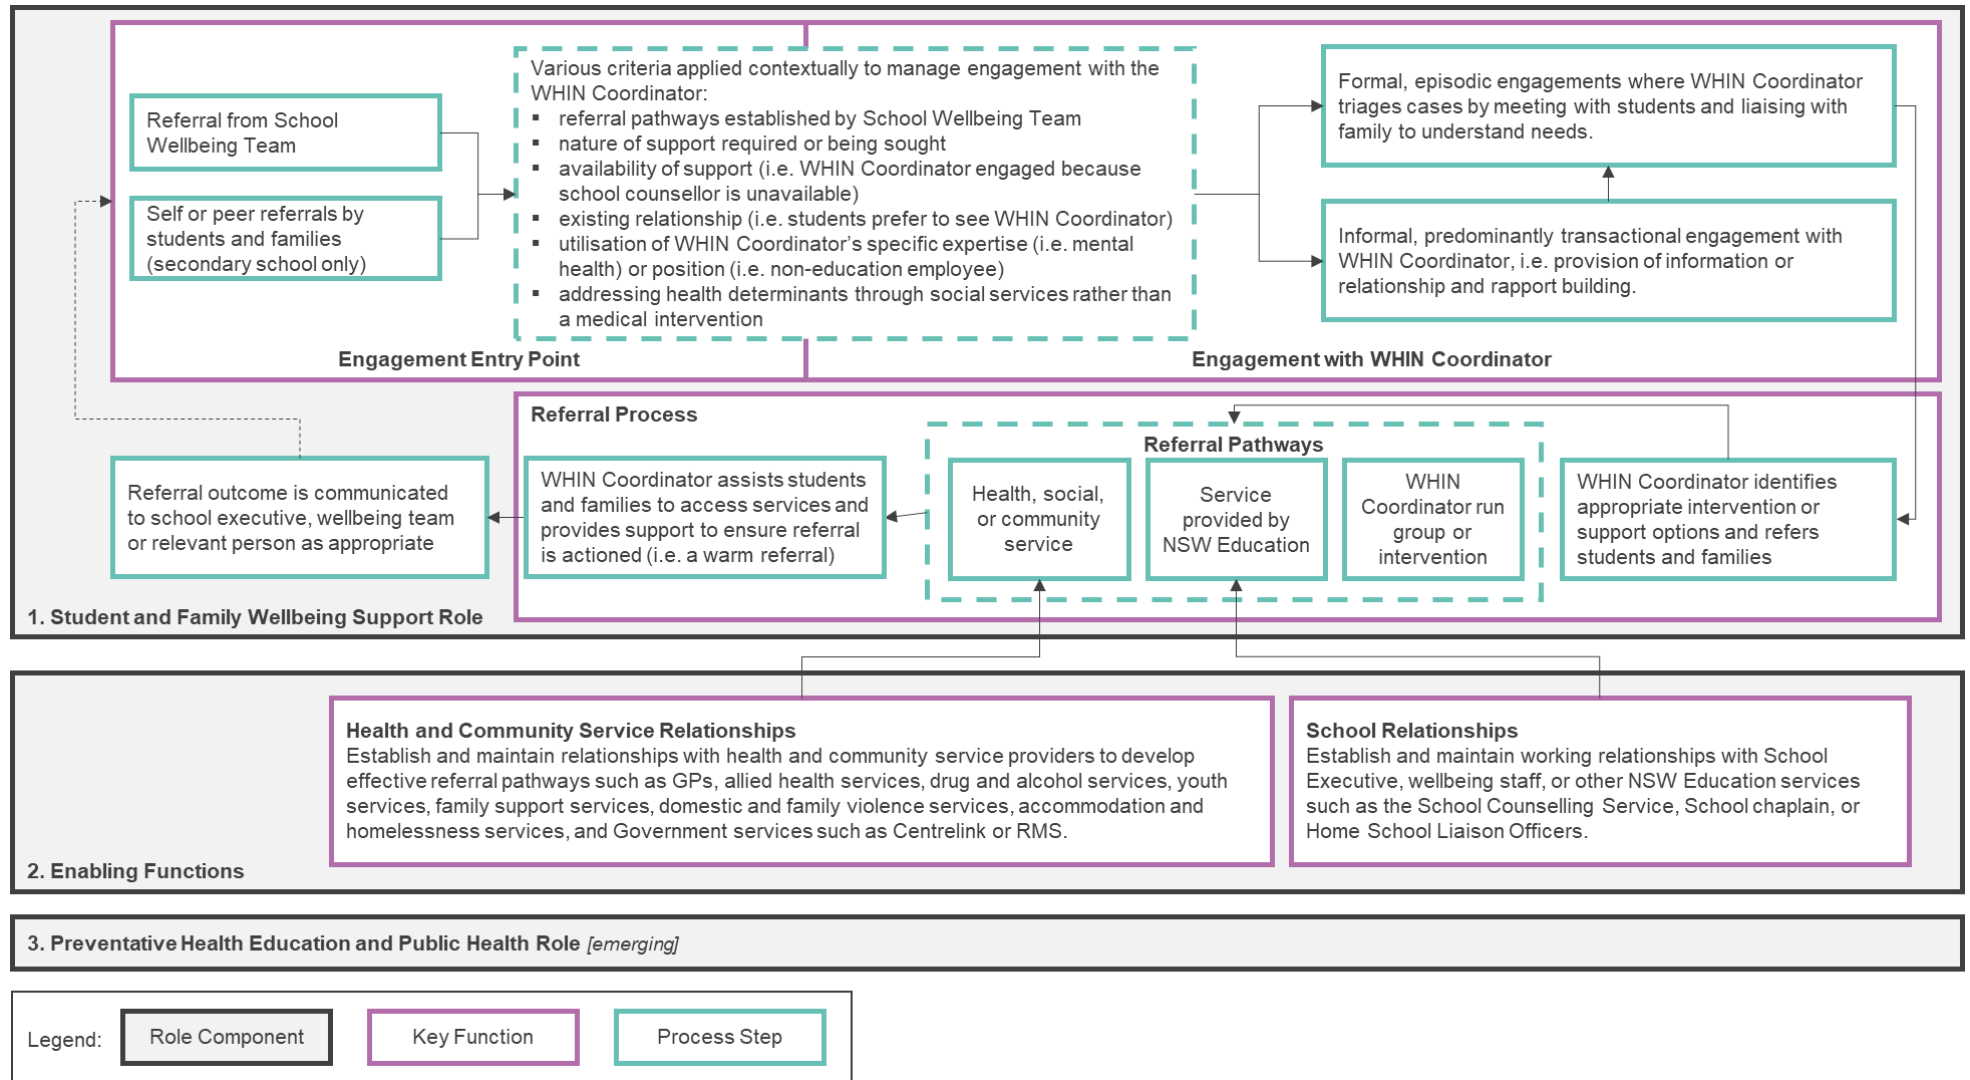 Referral from School
Wellbeing Team
Self or peer referrals by
students and families
(secondary school only)
Various criteria applied contextually to manage engagement with the
WHIN Coordinator:
▪ referral pathways established by School Wellbeing Team
▪ nature of support required or being sought
▪ availability of support (i.e. WHIN Coordinator engaged because
school counsellor is unavailable)
▪ existing relationship (i.e. students prefer to see WHIN Coordinator)
▪ utilisation of WHIN Coordinator's specific expertise (i.e. mental
health) or position (i.e. non-education employee)
▪ addressing health determinants through social services rather than
a medical intervention
Formal, episodic engagements where WHIN Coordinator
triages cases by meeting with students and liaising with
family to understand needs.
Informal, predominantly transactional engagement with
WHIN Coordinator, i.e. provision of information or
relationship and rapport building.
Engagement Entry Point
Engagement with WHIN Coordinator
Referral Process
Referral Pathways
Referral outcome is communicated
to school executive, wellbeing team
or relevant person as appropriate
WHIN Coordinator assists students
and families to access services and
provides support to ensure referral
is actioned (i.e. a warm referral)
Health, social,
or community
service
Service
provided by
NSW Education
WHIN
Coordinator run
group or
intervention
WHIN Coordinator identifies
appropriate intervention or
support options and refers
students and families
1. Student and Family Wellbeing Support Role
Health and Community Service Relationships
Establish and maintain relationships with health and community service providers to develop
effective referral pathways such as GPs, allied health services, drug and alcohol services, youth
services, family support services, domestic and family violence services, accommodation and
homelessness services, and Government services such as Centrelink or RMS.
School Relationships
Establish and maintain working relationships with School
Executive, wellbeing staff, or other NSW Education services
such as the School Counselling Service, School chaplain, or
Home School Liaison Officers.
2. Enabling Functions
3. Preventative Health Education and Public Health Role [emerging]
Legend:
Role Component
Key Function
Process Step